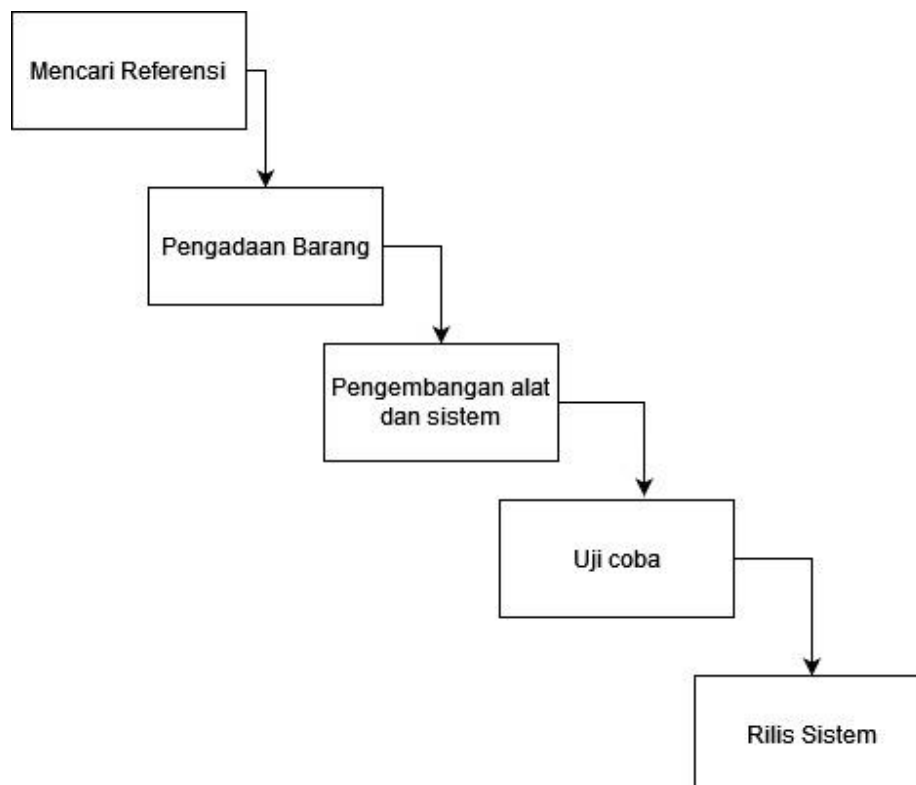 Mencari Referensi
Pengadaan Barang
Pengembangan alat
dan sistem
Uji coba
Rilis Sistem